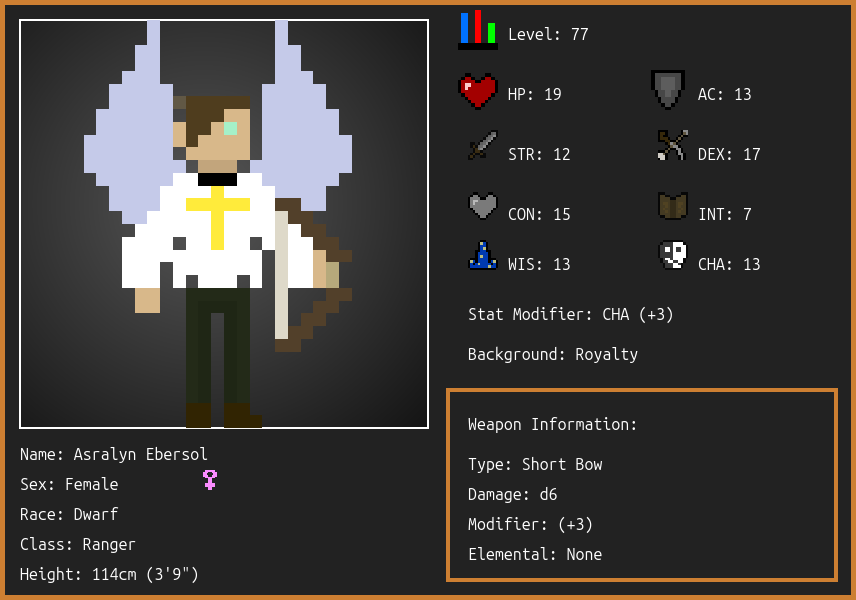 Level: 77
HP: 19
AC: 13
STR: 12
DEX: 17
CON: 15
INT: 7
WIS: 13
CHA: 13
Stat Modifier: CHA (+3)
Background: Royalty
Weapon Information:
Type: Short Bow
Damage: d6
Modifier: (+3)
Elemental: None
Name: Asralyn Ebersol
Sex: Female
Race: Dwarf
Class: Ranger
Height: 114cm (3'9")